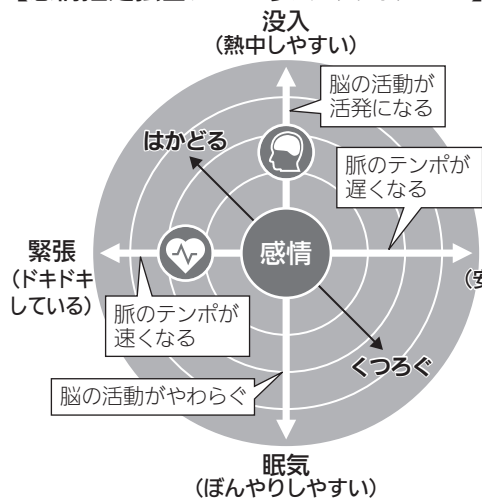 没入
(熱中しやすい)
脳の活動が
活発になる
はかどる
脈のテンポが
遅くなる
緊張
(ドキドキ
している)
感情
(安
脈のテンポが
速くなる
くつろぐ
脳の活動がやわらぐ
眠気
(ぼんやりしやすい)